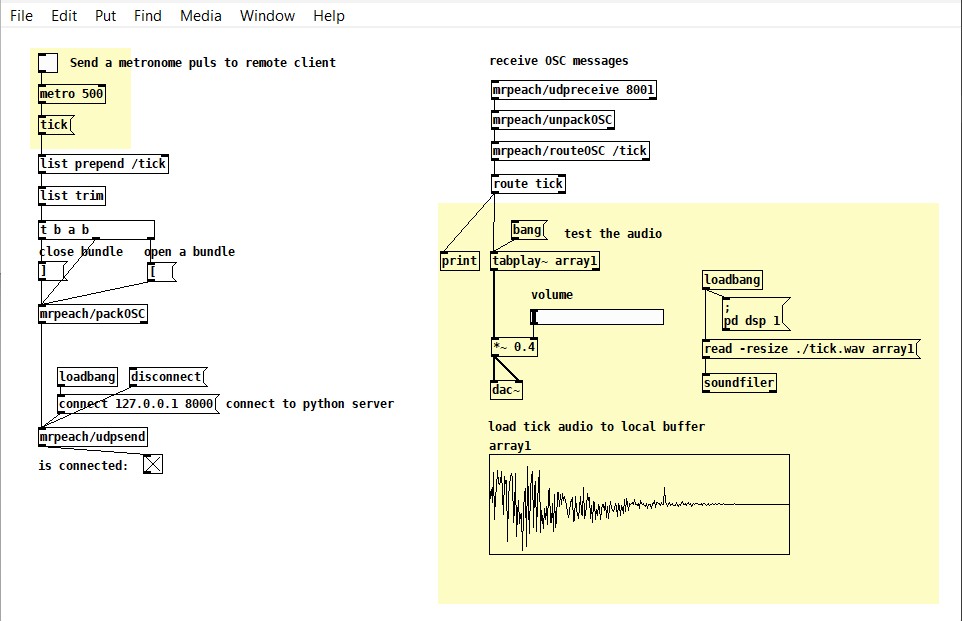 File Edit Put Find Media Window Help
Send a metronome puls to remote client
metro 500
tick
list prepend /tick
list trim
t b a b
close bundle
open a bundle
]
[
mrpeach/packOSC
loadbang
disconnect
connect 127.0.0.1 8000
connect to python server
mrpeach/udpsend
is connected:
receive OSC messages
mrpeach/udpreceive 8001
mrpeach/unpackOSC
mrpeach/routeOSC /tick
route tick
bang
test the audio
print
tabplay~ array1
volume
*~ 0.4
dac~
loadbang
;
pd dsp 1
read -resize ./tick.wav array1
soundfiler
load tick audio to local buffer
array1